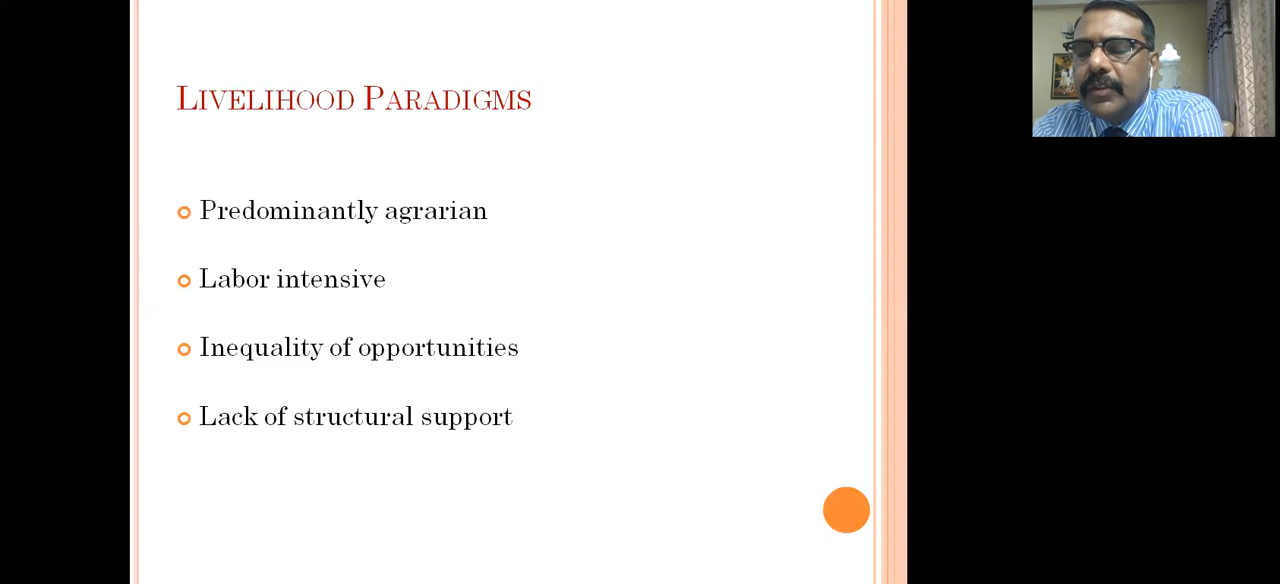 LIVELIHOOD PARADIGMS
Predominantly agrarian
Labor intensive
Inequality of opportunities
Lack of structural support